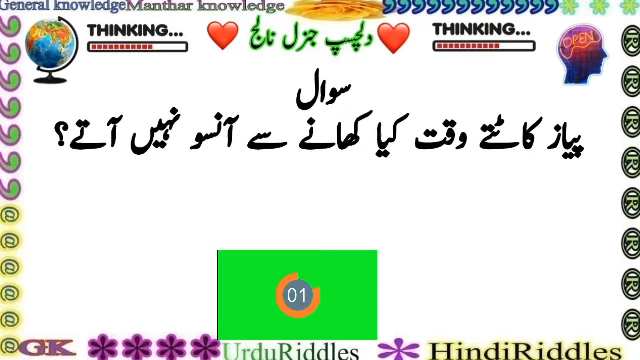 General knowledge Manthar knowledge
THINKING...
دلچسپ جنرل نالج
THINKING...
OPEN
سوال
پیاز کاٹتے وقت کیا کھانے سے آنسو نہیں آتے؟
01
GK
UrduRiddles
HindiRiddles